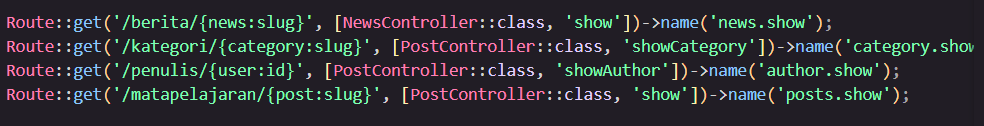 Route::get('/berita/{news:slug}', [NewsController::class, 'show'])->name('news.show');
Route::get('/kategori/{category:slug}', [PostController::class, 'showCategory'])->name('category.show
Route::get('/penulis/{user:id}', [PostController::class, 'showAuthor'])->name('author.show');
Route::get('/matapelajaran/{post:slug}', [PostController::class, 'show'])->name('posts.show');